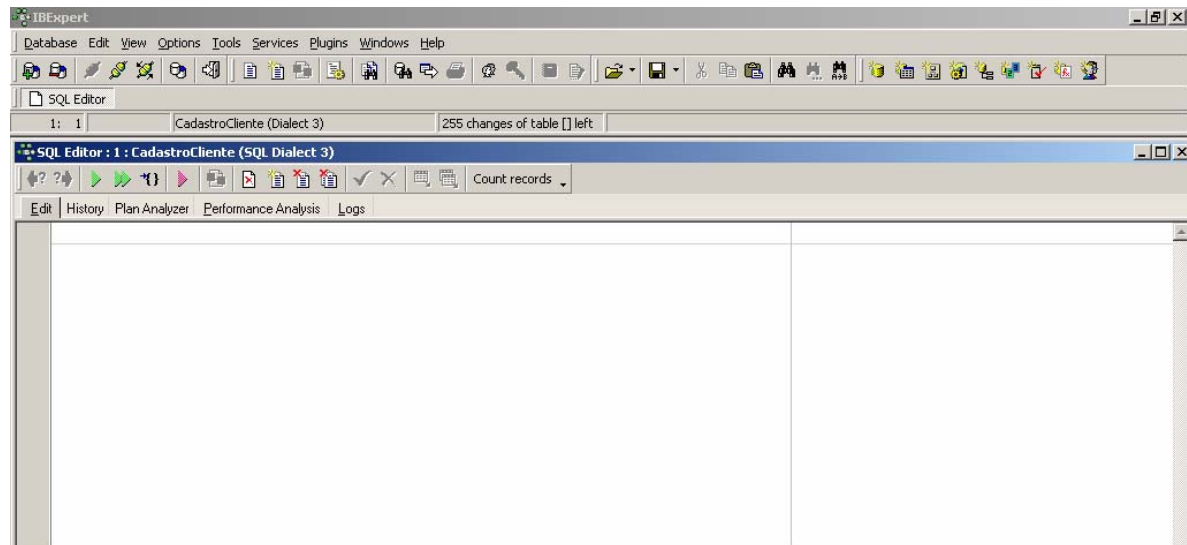 IBExpert
Database Edit View Options Tools Services Plugins Windows Help
SQL Editor
1: 1 CadastroCliente (Dialect 3) 255 changes of table [] left
SQL Editor : 1 : CadastroCliente (SQL Dialect 3)
Count records
Edit History Plan Analyzer Performance Analysis Logs